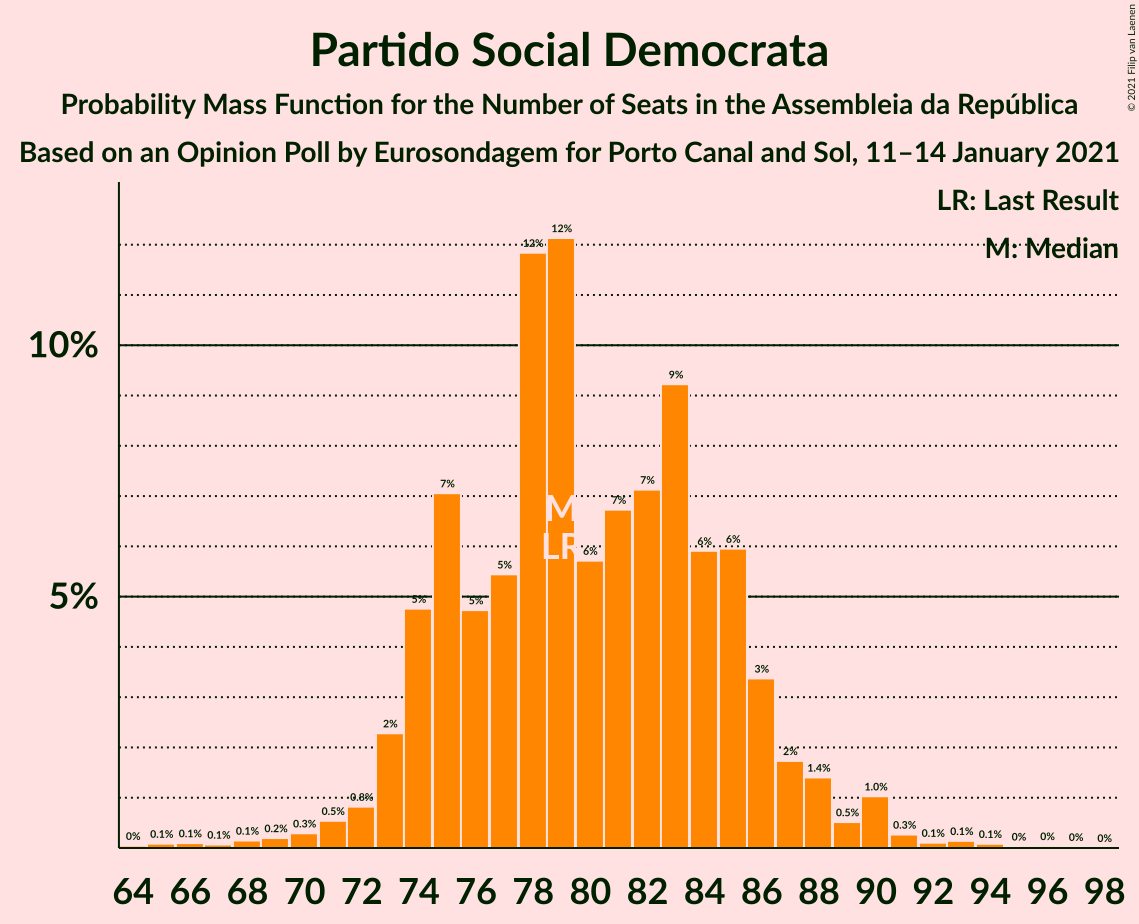 Partido Social Democrata
Probability Mass Function for the Number of Seats in the Assembleia da República
Based on an Opinion Poll by Eurosondagem for Porto Canal and Sol, 11–14 January 2021
© 2021 Filip van Laenen
LR: Last Result
M: Median
10%
5%
0% 0.1% 0.1% 0.1% 0.1% 0.2% 0.3% 0.5% 0.8% 2% 5% 7% 5% 5% 12% 12% 6% 7% 7% 9% 6% 6% 3% 2% 1.4% 0.5% 1.0% 0.3% 0.1% 0.1% 0.1% 0% 0% 0% 0%
M
LR
64 66 68 70 72 74 76 78 80 82 84 86 88 90 92 94 96 98